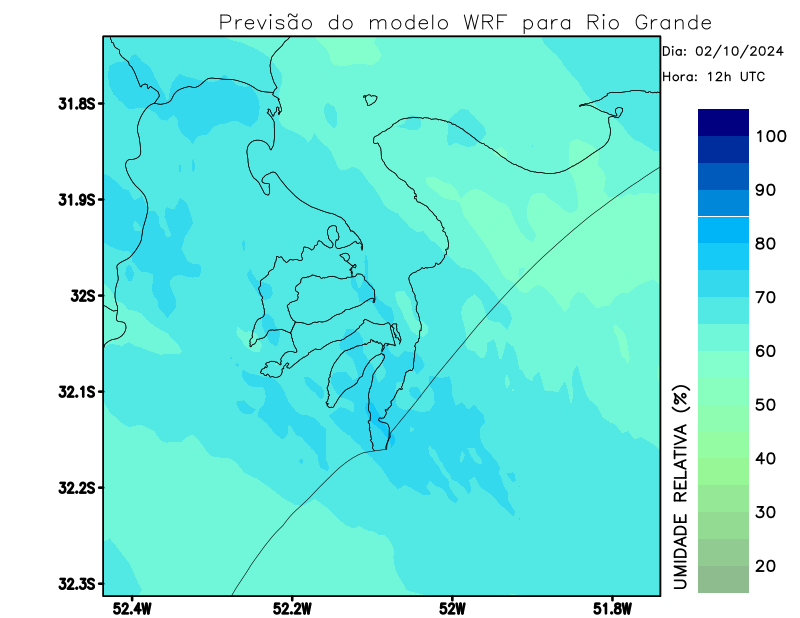 Previsão do modelo WRF para Rio Grande
Dia: 02/10/2024
Hora: 12h UTC
31.8S
31.9S
32S
32.1S
32.2S
32.3S
52.4W
52.2W
52W
51.8W
100
90
80
70
60
50
40
30
20
UMIDADE RELATIVA (%)